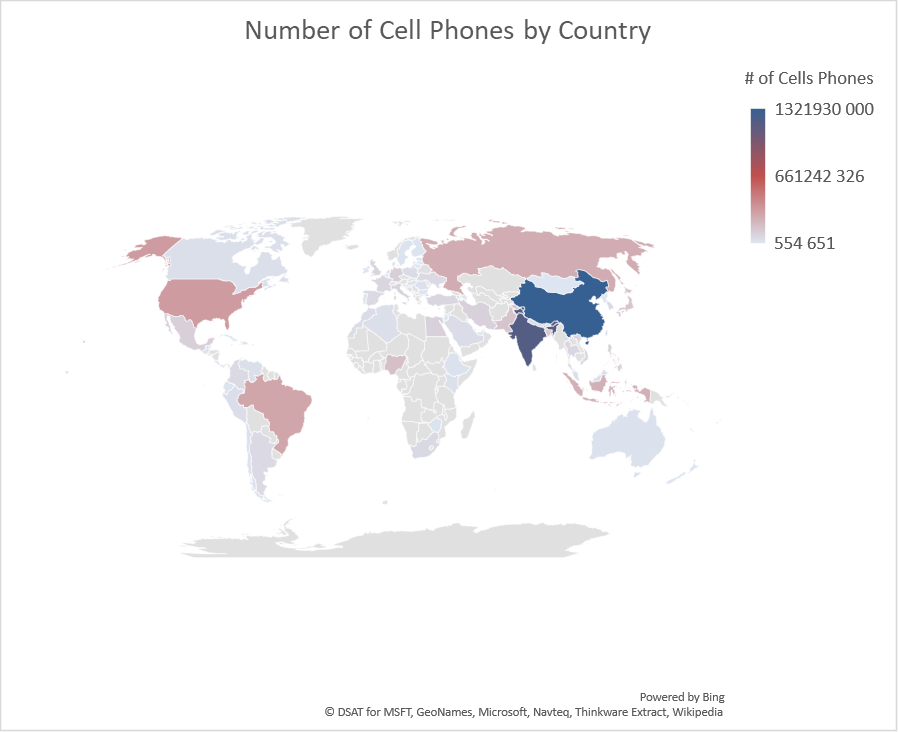 Number of Cell Phones by Country
# of Cells Phones
1321930 000
661242 326
554 651
Powered by Bing
© DSAT for MSFT, GeoNames, Microsoft, Navteq, Thinkware Extract, Wikipedia